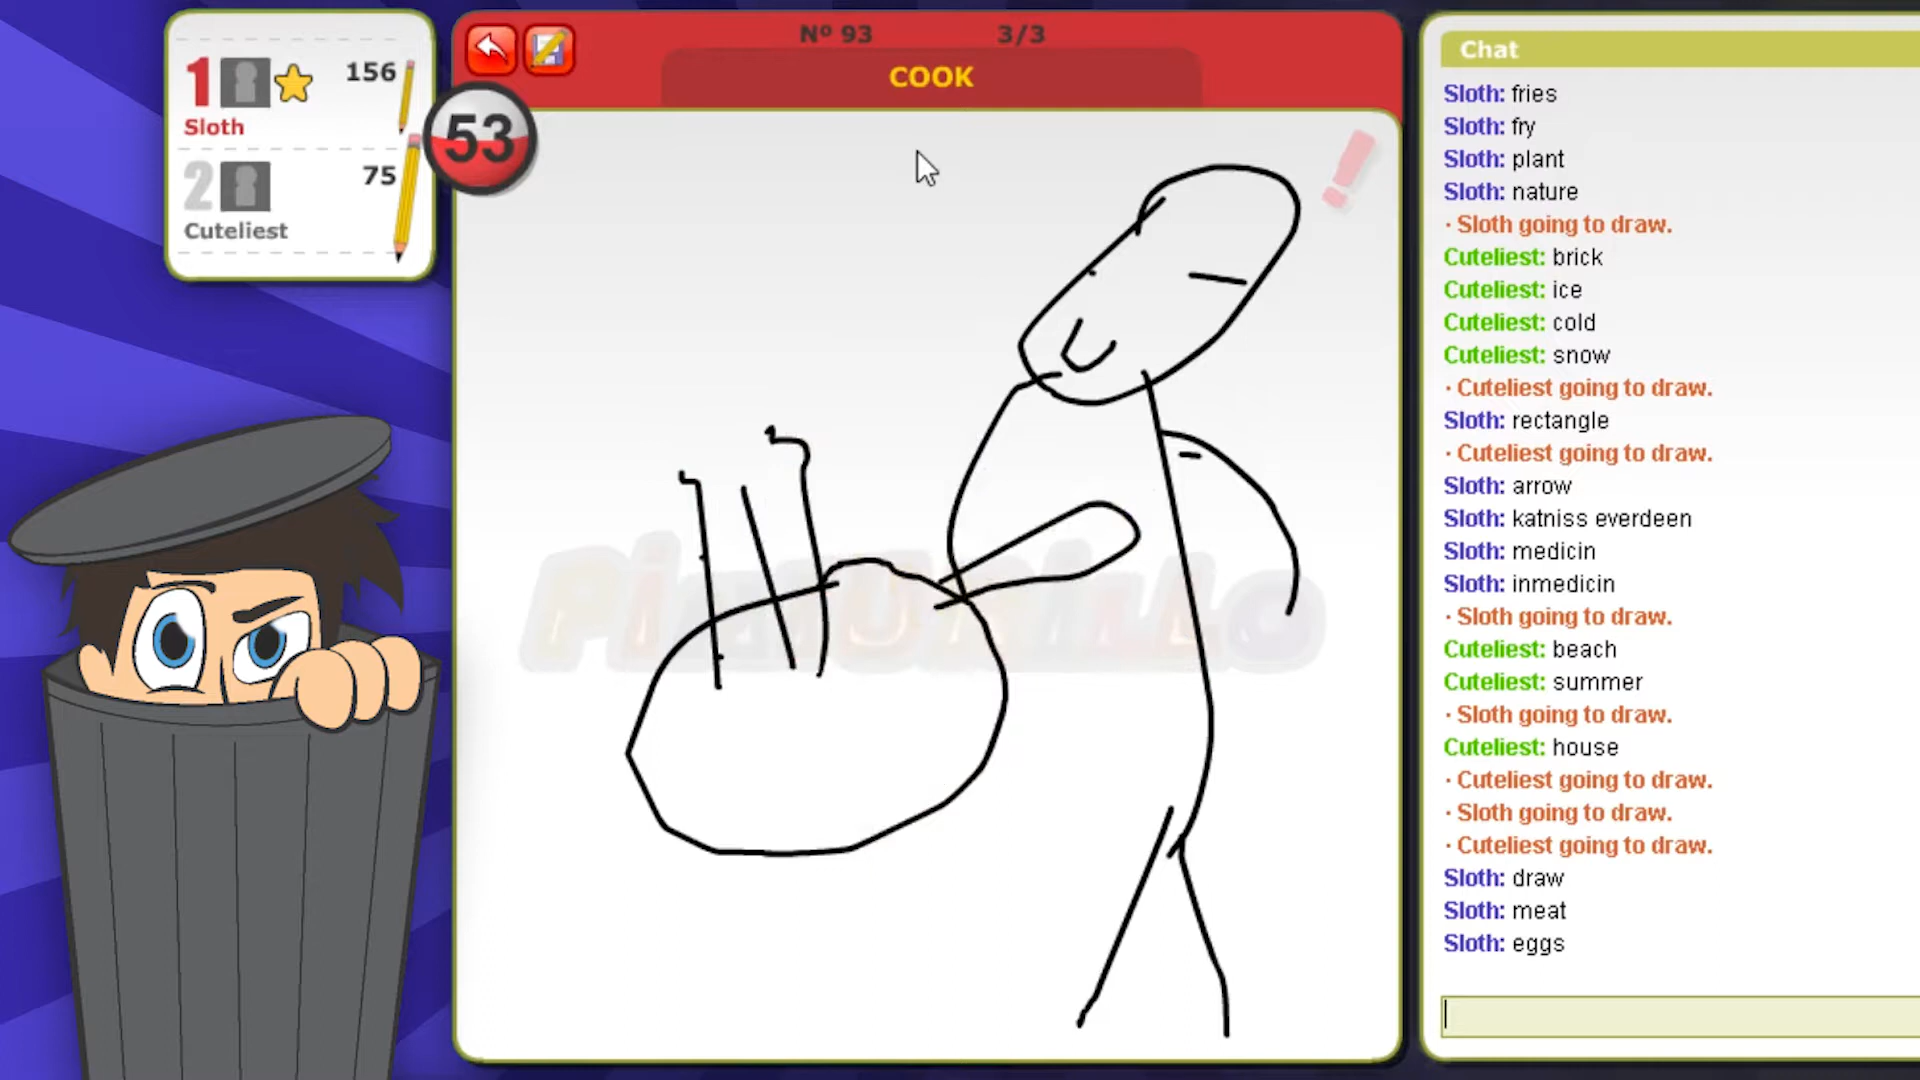 1
156
Sloth
2
75
Cuteliest
53
Nº 93
3/3
COOK
!
Pinturillo
Chat
Sloth: fries
Sloth: fry
Sloth: plant
Sloth: nature
· Sloth going to draw.
Cuteliest: brick
Cuteliest: ice
Cuteliest: cold
Cuteliest: snow
· Cuteliest going to draw.
Sloth: rectangle
· Cuteliest going to draw.
Sloth: arrow
Sloth: katniss everdeen
Sloth: medicin
Sloth: inmedicin
· Sloth going to draw.
Cuteliest: beach
Cuteliest: summer
· Sloth going to draw.
Cuteliest: house
· Cuteliest going to draw.
· Sloth going to draw.
· Cuteliest going to draw.
Sloth: draw
Sloth: meat
Sloth: eggs